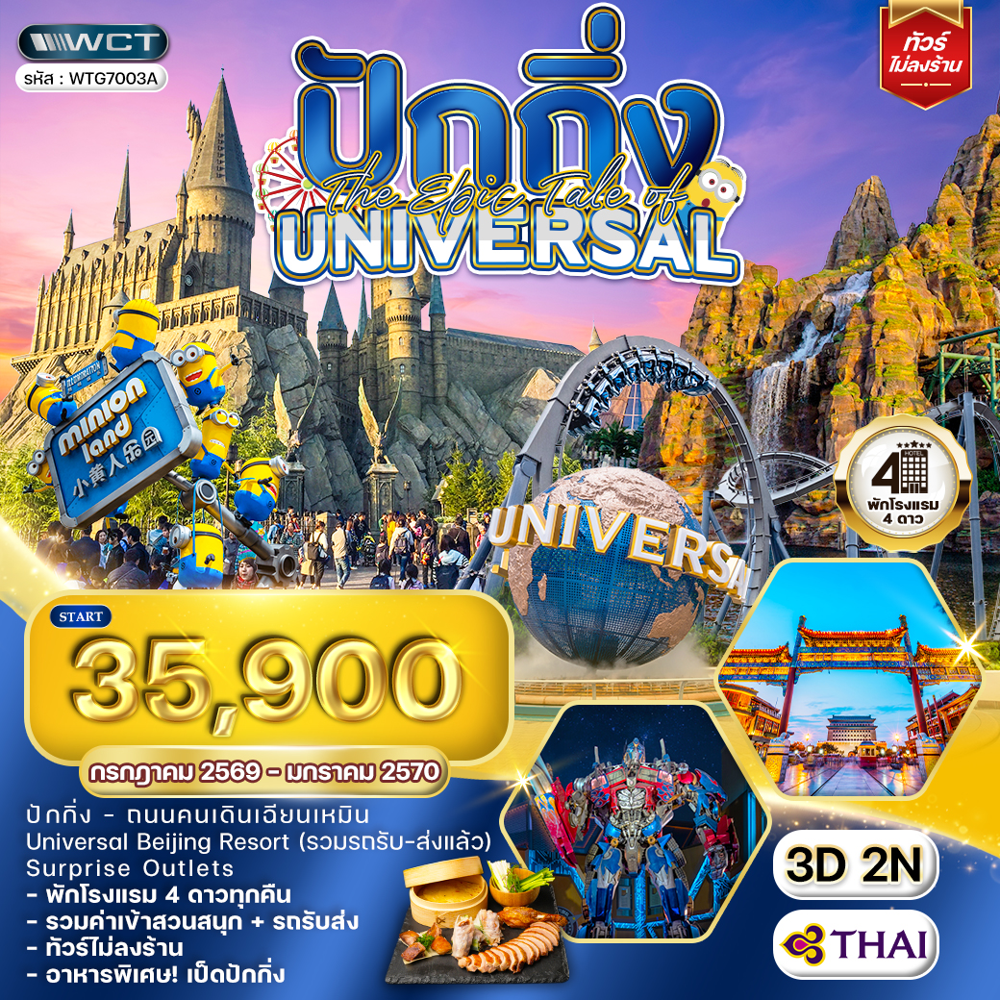 WCT
รหัส : WTG7003A
ทัวร์
ไม่ลงร้าน
ปักกิ่ง
The Epic Tale of
UNIVERSAL
minion
land
小黄人乐园
UNIVERSA
HOTEL
4
พักโรงแรม
4 ดาว
START
35,900
กรกฎาคม 2569 - มกราคม 2570
ปักกิ่ง - ถนนคนเดินเฉียนเหมิน
Universal Beijing Resort (รวมรถรับ-ส่งแล้ว)
Surprise Outlets
- พักโรงแรม 4 ดาวทุกคืน
- รวมค่าเข้าสวนสนุก + รถรับส่ง
- ทัวร์ไม่ลงร้าน
- อาหารพิเศษ! เป็ดปักกิ่ง
3D 2N
THAI